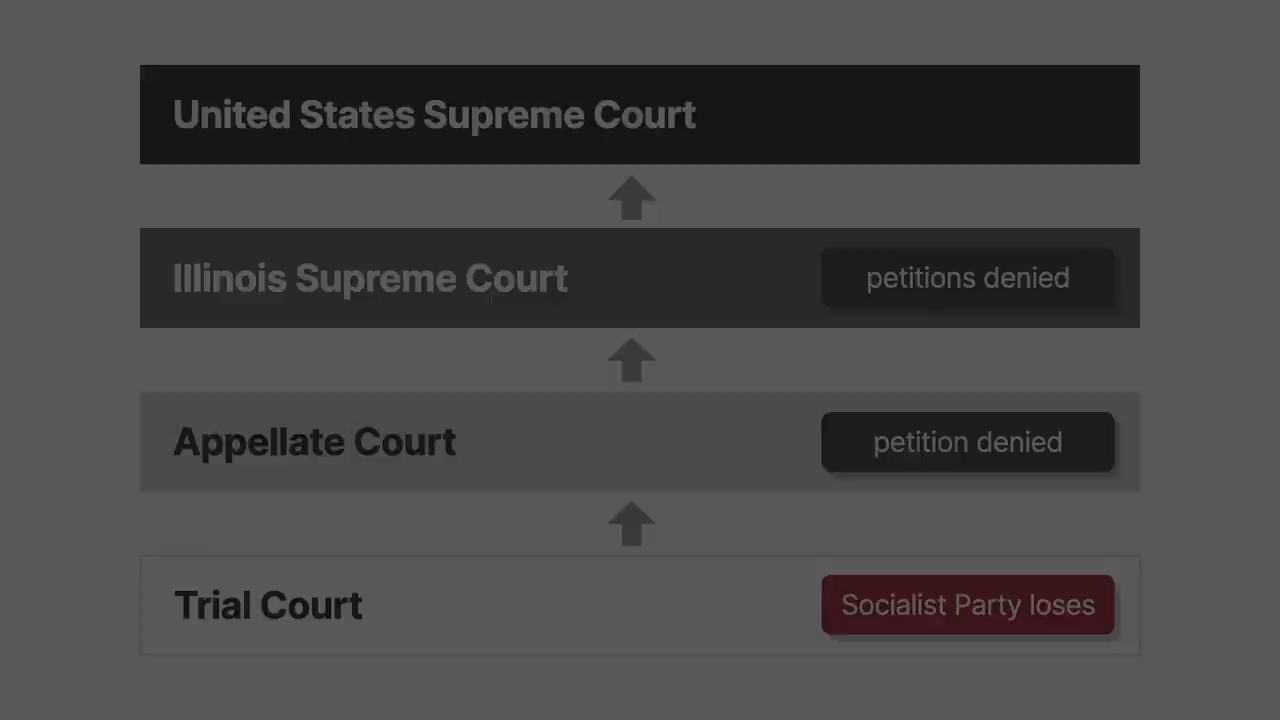 United States Supreme Court
Illinois Supreme Court
petitions denied
Appellate Court
petition denied
Trial Court
Socialist Party loses